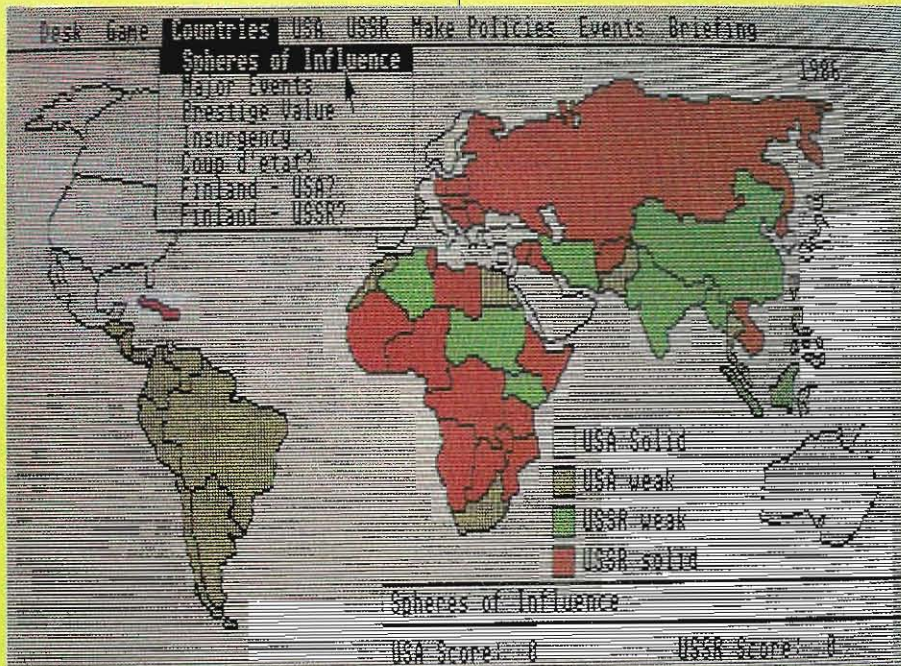 Desk Game Countries USA USSR Make Policies Events Briefing
Spheres of Influence
Major Events
Prestige Value
Insurgency
Coup d'etat?
Finland - USA?
Finland - USSR?
1986
USA Solid
USA weak
USSR weak
USSR solid
Spheres of Influence
USA Score: 0 USSR Score: 0